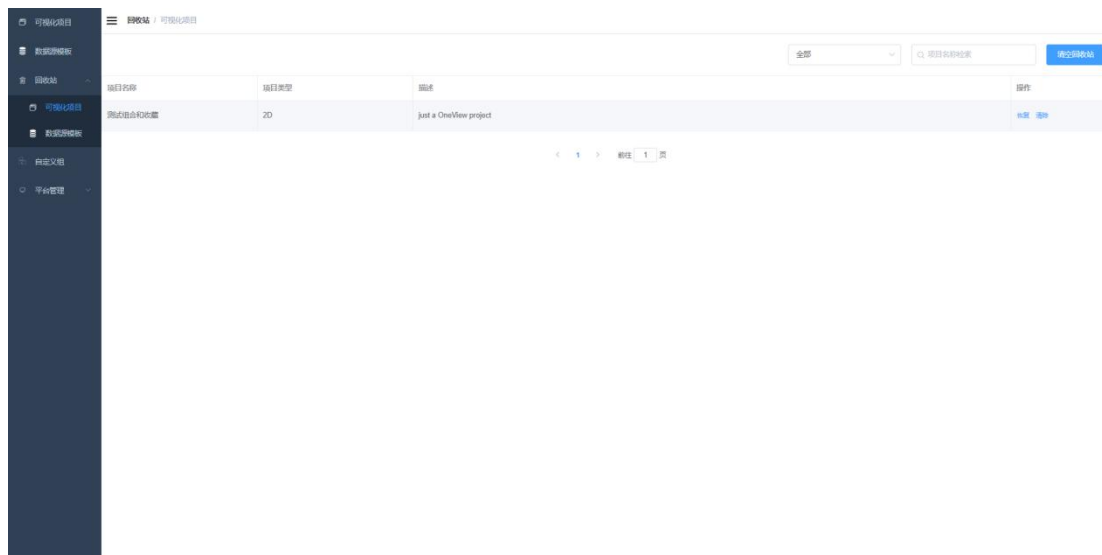 可视化项目
回收站 / 可视化项目
数据源模板
全部
项目名称检索
清空回收站
回收站
项目名称 项目类型 描述 操作
可视化项目
测试组合和收藏 2D just a OneView project 恢复 清除
数据源模板
1 前往 1 页
自定义组
平台管理